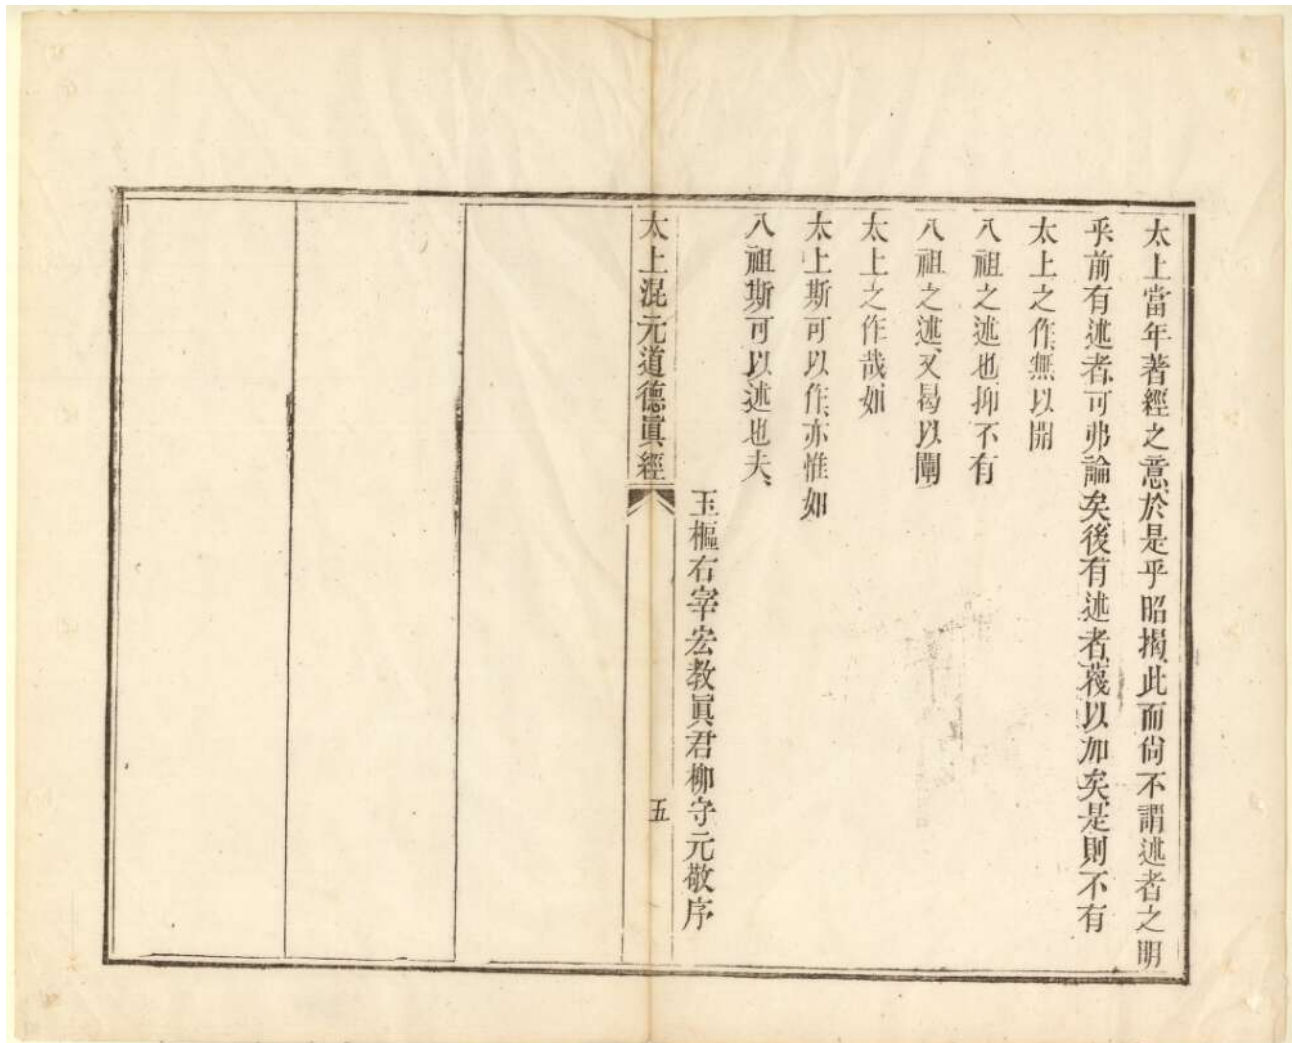 太上當年著經之意、於是乎昭揭、此而尙不謂述者之明
乎、前有述者、可弗論矣、後有述者、蔑以加矣、是則不有
太上之作、無以開
八祖之述也、抑不有
八祖之述、又曷以闡
太上之作哉、如
太上斯可以作、亦惟如
八祖斯可以述也夫、
玉樞右宰宏敎眞君柳守元敬序
太上混元道德眞經
五